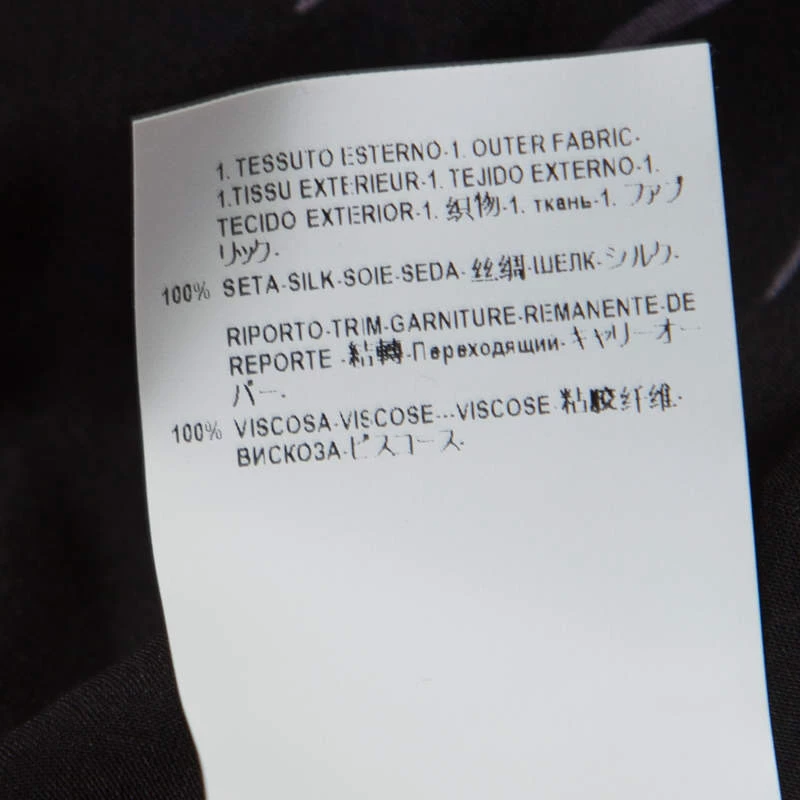 1. TESSUTO ESTERNO-1. OUTER FABRIC-
1.TISSU EXTERIEUR-1. TEJIDO EXTERNO-1.
TECIDO EXTERIOR-1. 织物-1. ткань-1. ファブ
リック-
100% SETA-SILK-SOIE-SEDA- 丝绸-ШЕЛК-シルク-
RIPORTO-TRIM-GARNITURE-REMANENTE-DE
REPORTE -結轉-Переходящий-キャリーオー
バー-
100% VISCOSA-VISCOSE---VISCOSE 粘胶纤维-
ВИСКОЗА-ビスコース-